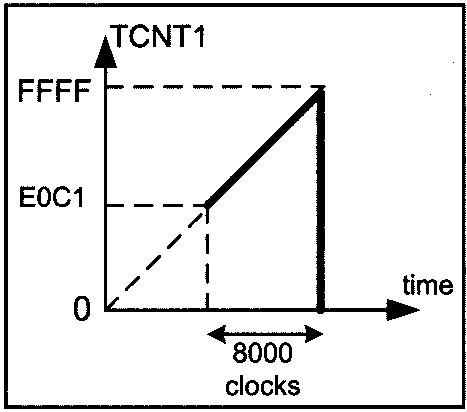 TCNT1
FFFF
E0C1
0
time
8000
clocks